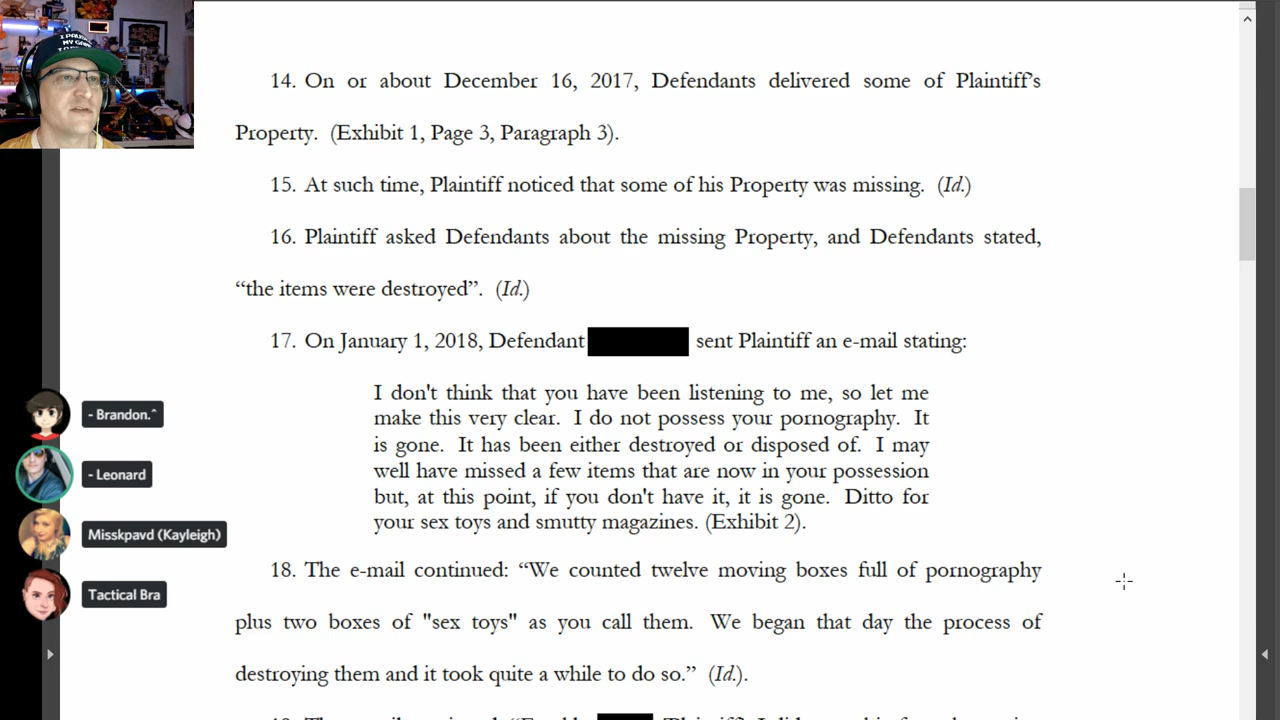 14. On or about December 16, 2017, Defendants delivered some of Plaintiff's
Property. (Exhibit 1, Page 3, Paragraph 3).
15. At such time, Plaintiff noticed that some of his Property was missing. (Id.)
16. Plaintiff asked Defendants about the missing Property, and Defendants stated,
“the items were destroyed”. (Id.)
17. On January 1, 2018, Defendant sent Plaintiff an e-mail stating:
I don't think that you have been listening to me, so let me
make this very clear. I do not possess your pornography. It
is gone. It has been either destroyed or disposed of. I may
well have missed a few items that are now in your possession
but, at this point, if you don't have it, it is gone. Ditto for
your sex toys and smutty magazines. (Exhibit 2).
18. The e-mail continued: “We counted twelve moving boxes full of pornography
plus two boxes of "sex toys" as you call them. We began that day the process of
destroying them and it took quite a while to do so.” (Id.).
- Brandon.^
- Leonard
Misskpavd (Kayleigh)
Tactical Bra